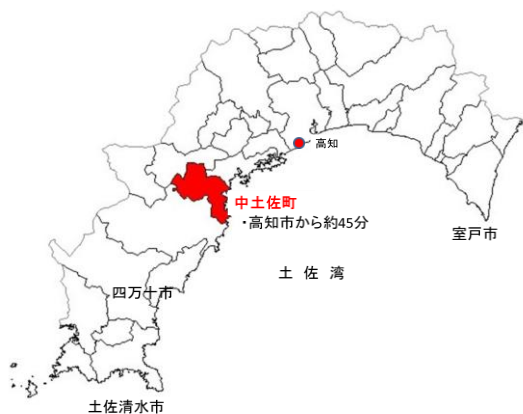 高知
中土佐町
・高知市から約45分
室戸市
土 佐 湾
四万十市
土佐清水市